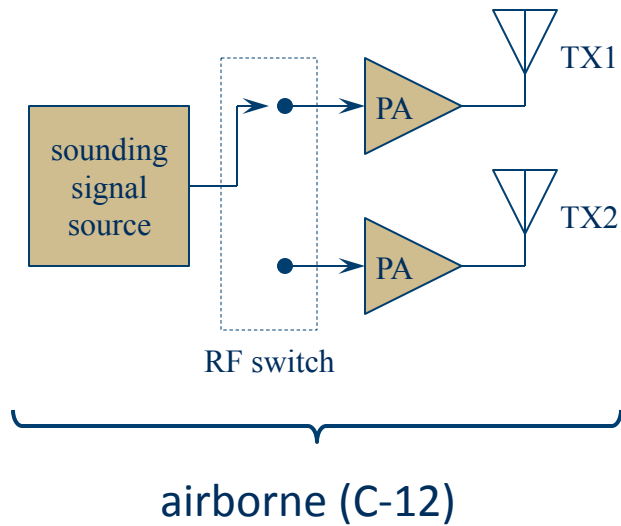 sounding
signal
source
PA
TX1
PA
TX2
RF switch
airborne (C-12)